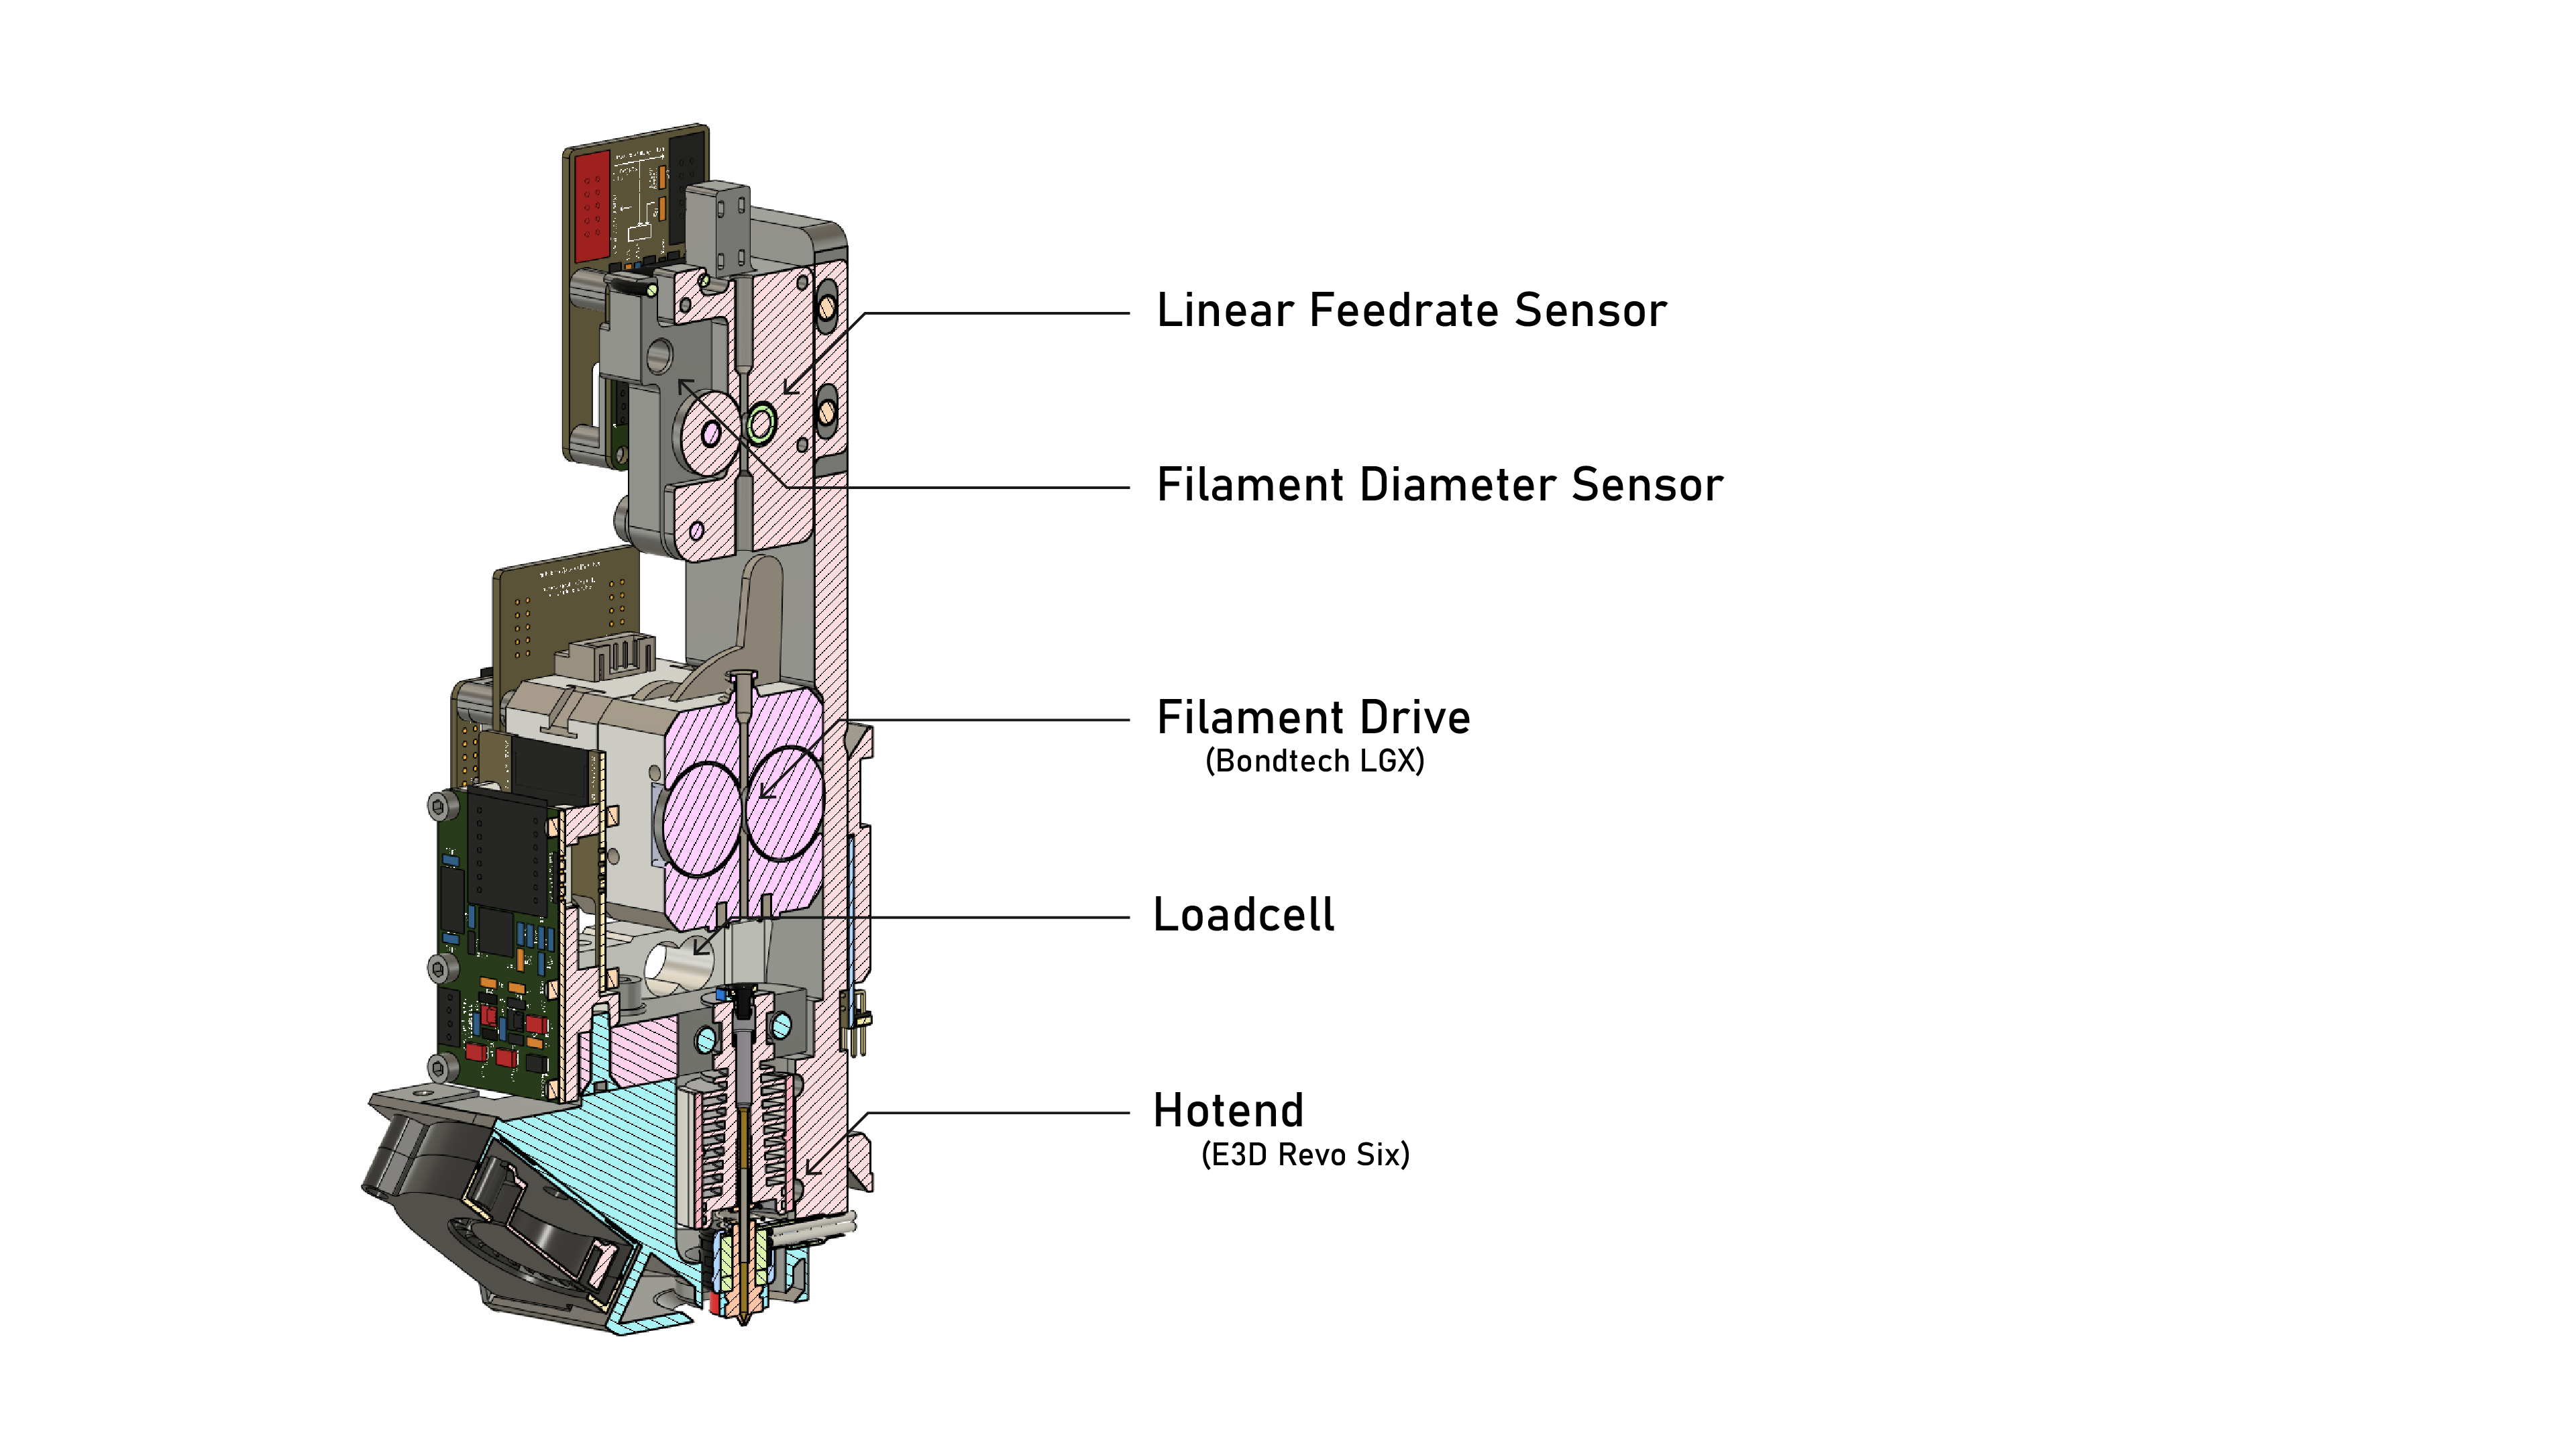 Linear Feedrate Sensor
Filament Diameter Sensor
Filament Drive
(Bondtech LGX)
Loadcell
Hotend
(E3D Revo Six)